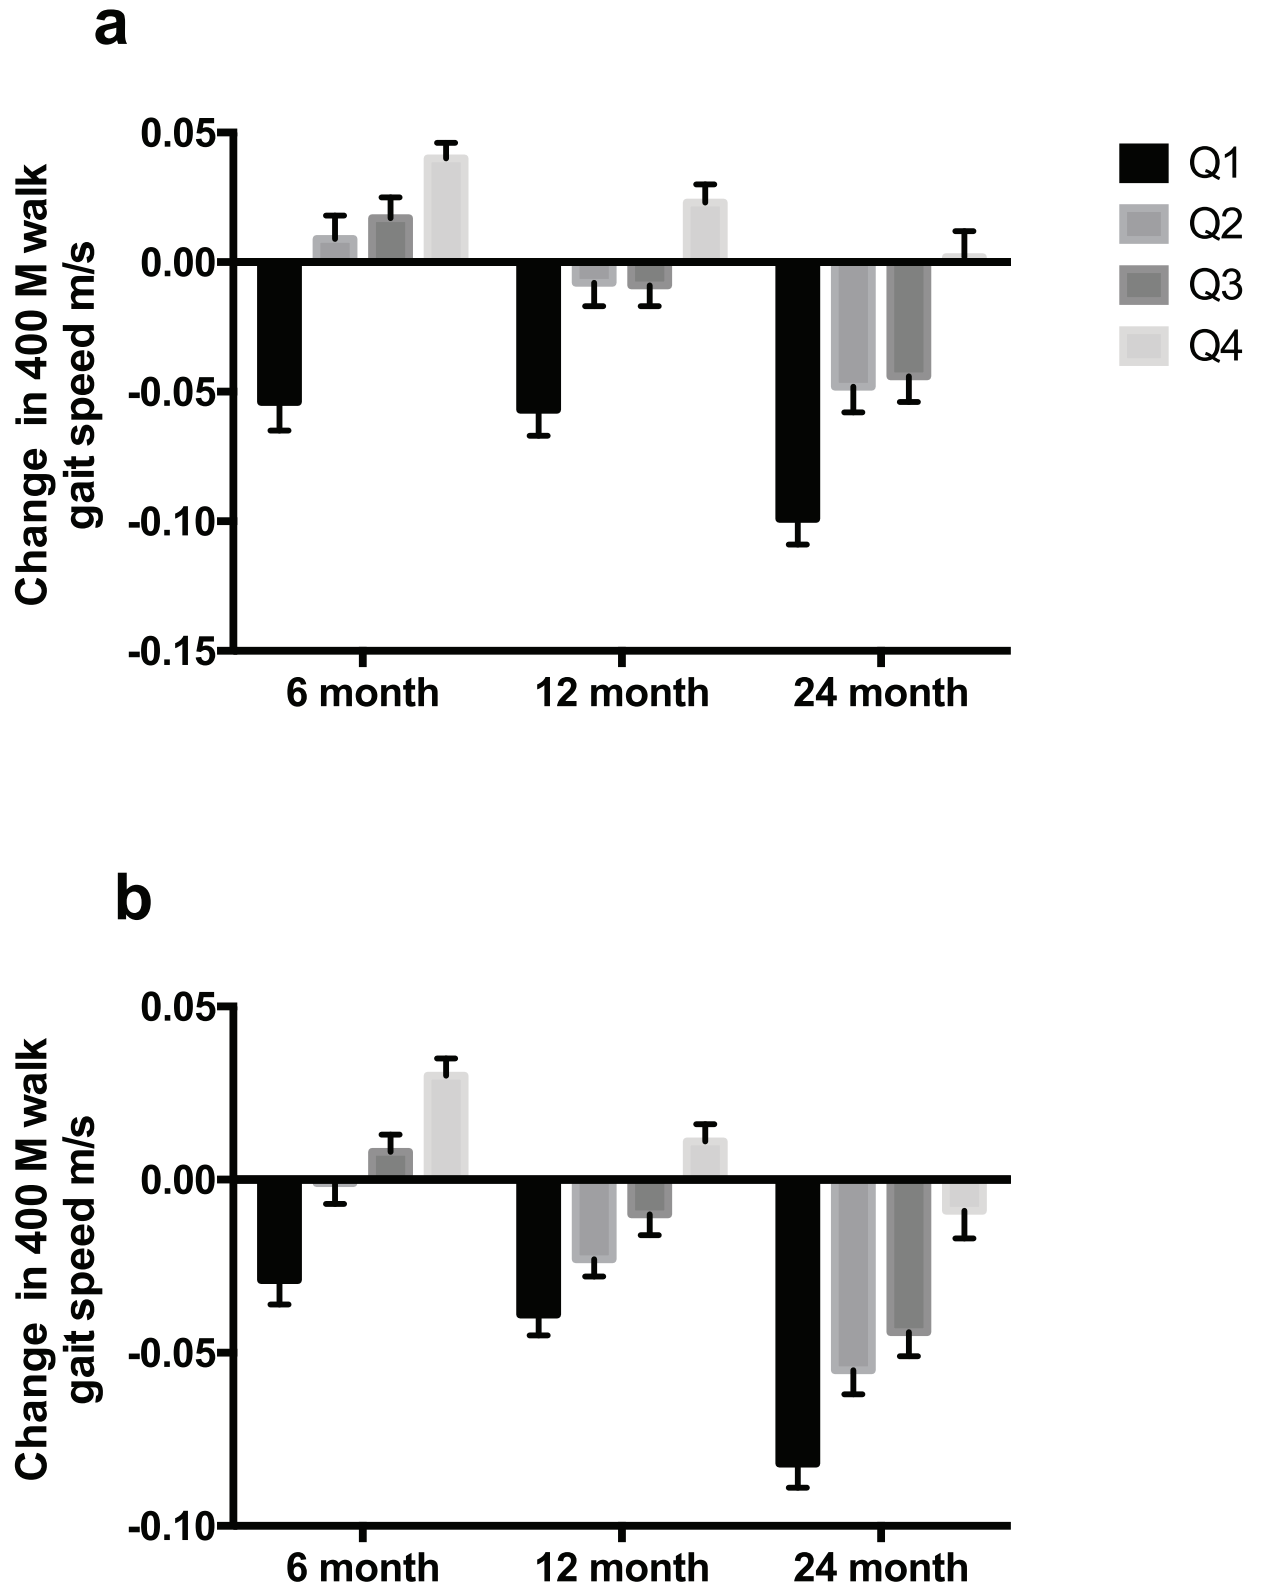 a
Change in 400 M walk
gait speed m/s
0.05
0.00
-0.05
-0.10
-0.15
6 month 12 month 24 month
Q1
Q2
Q3
Q4
b
Change in 400 M walk
gait speed m/s
0.05
0.00
-0.05
-0.10
6 month 12 month 24 month